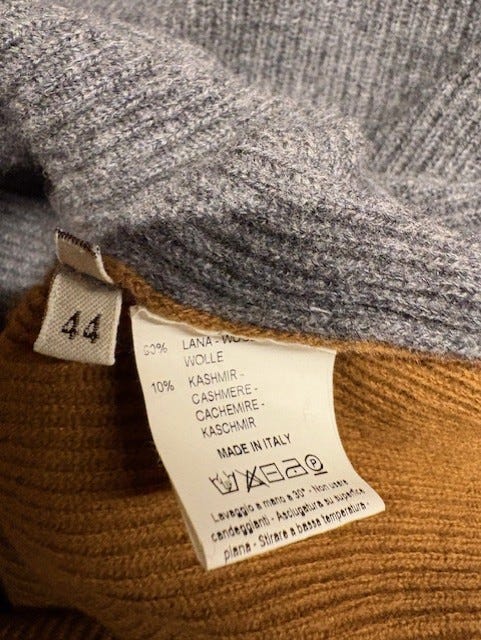 44
LANA - WOOL
WOLLE
10% KASHMIR -
CASHMERE -
CACHEMIRE -
KASCHMIR
MADE IN ITALY
P
Lavaggio a mano a 30° - Non usare
candeggianti - Asciugatura su superfice
piana - Stirare a bassa temperatura